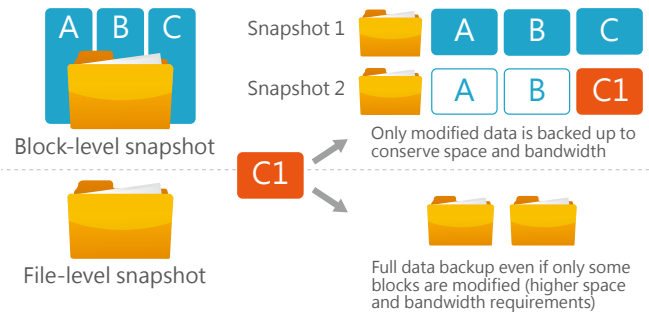 A B C
Block-level snapshot
Snapshot 1 A B C
Snapshot 2 A B C1
Only modified data is backed up to
conserve space and bandwidth
C1
File-level snapshot
Full data backup even if only some
blocks are modified (higher space
and bandwidth requirements)